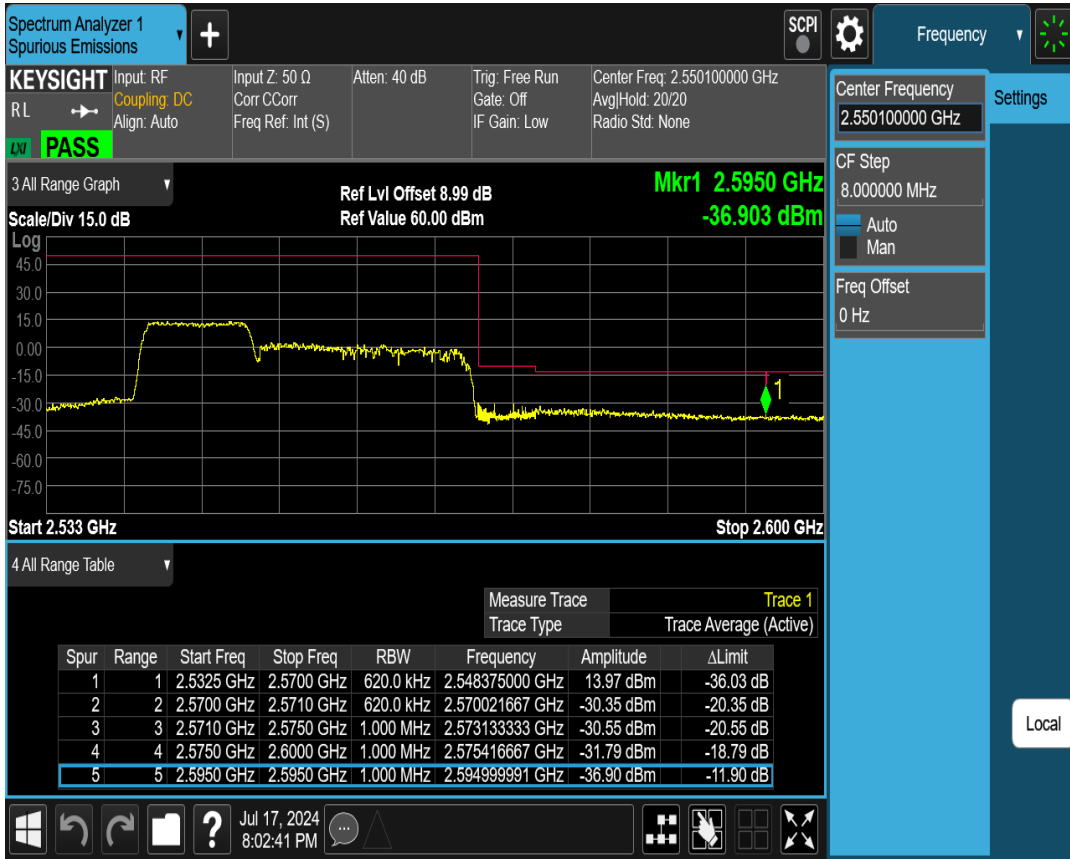 Spectrum Analyzer 1
Spurious Emissions
+
SCPI
Frequency
KEYSIGHT
RL
LXI
PASS
Input: RF
Coupling: DC
Align: Auto
Input Z: 50 Ω
Corr CCorr
Freq Ref: Int (S)
Atten: 40 dB
Trig: Free Run
Gate: Off
IF Gain: Low
Center Freq: 2.550100000 GHz
Avg|Hold: 20/20
Radio Std: None
Center Frequency
2.550100000 GHz
Settings
CF Step
8.000000 MHz
Auto
Man
Freq Offset
0 Hz
3 All Range Graph
Scale/Div 15.0 dB
Ref Lvl Offset 8.99 dB
Ref Value 60.00 dBm
Mkr1 2.5950 GHz
-36.903 dBm
Log
45.0
30.0
15.0
0.00
-15.0
-30.0
-45.0
-60.0
-75.0
1
Start 2.533 GHz
Stop 2.600 GHz
4 All Range Table
Measure Trace Trace 1
Trace Type Trace Average (Active)
Spur Range Start Freq Stop Freq RBW Frequency Amplitude ΔLimit
1 1 2.5325 GHz 2.5700 GHz 620.0 kHz 2.548375000 GHz 13.97 dBm -36.03 dB
2 2 2.5700 GHz 2.5710 GHz 620.0 kHz 2.570021667 GHz -30.35 dBm -20.35 dB
3 3 2.5710 GHz 2.5750 GHz 1.000 MHz 2.573133333 GHz -30.55 dBm -20.55 dB
4 4 2.5750 GHz 2.6000 GHz 1.000 MHz 2.575416667 GHz -31.79 dBm -18.79 dB
5 5 2.5950 GHz 2.5950 GHz 1.000 MHz 2.594999991 GHz -36.90 dBm -11.90 dB
Local
?
Jul 17, 2024
8:02:41 PM